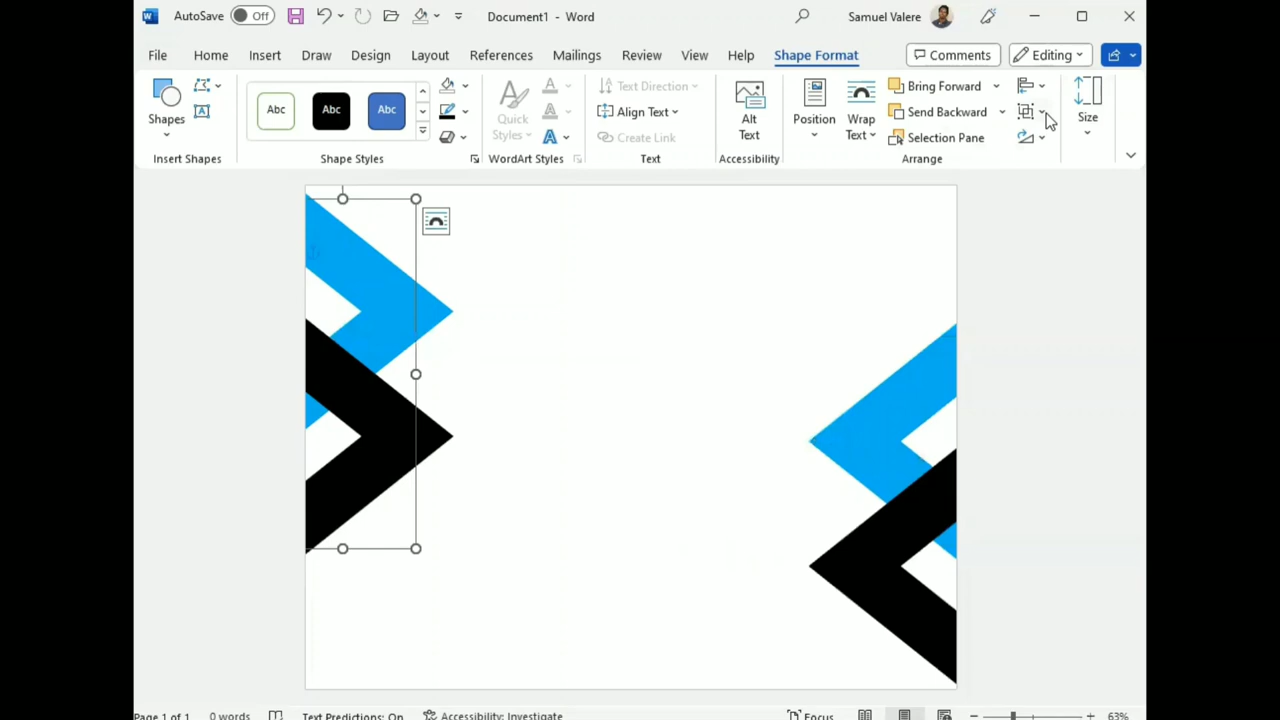 AutoSave Off Document1 - Word Samuel Valere
File Home Insert Draw Design Layout References Mailings Review View Help Shape Format Comments Editing
Shapes
Abc Abc Abc
Quick
Styles
Text Direction
Align Text
Create Link
Alt
Text
Position
Wrap
Text
Bring Forward
Send Backward
Selection Pane
Size
Insert Shapes Shape Styles WordArt Styles Text Accessibility Arrange
Page 1 of 1 0 words Text Predictions: On Accessibility: Investigate Focus 63%